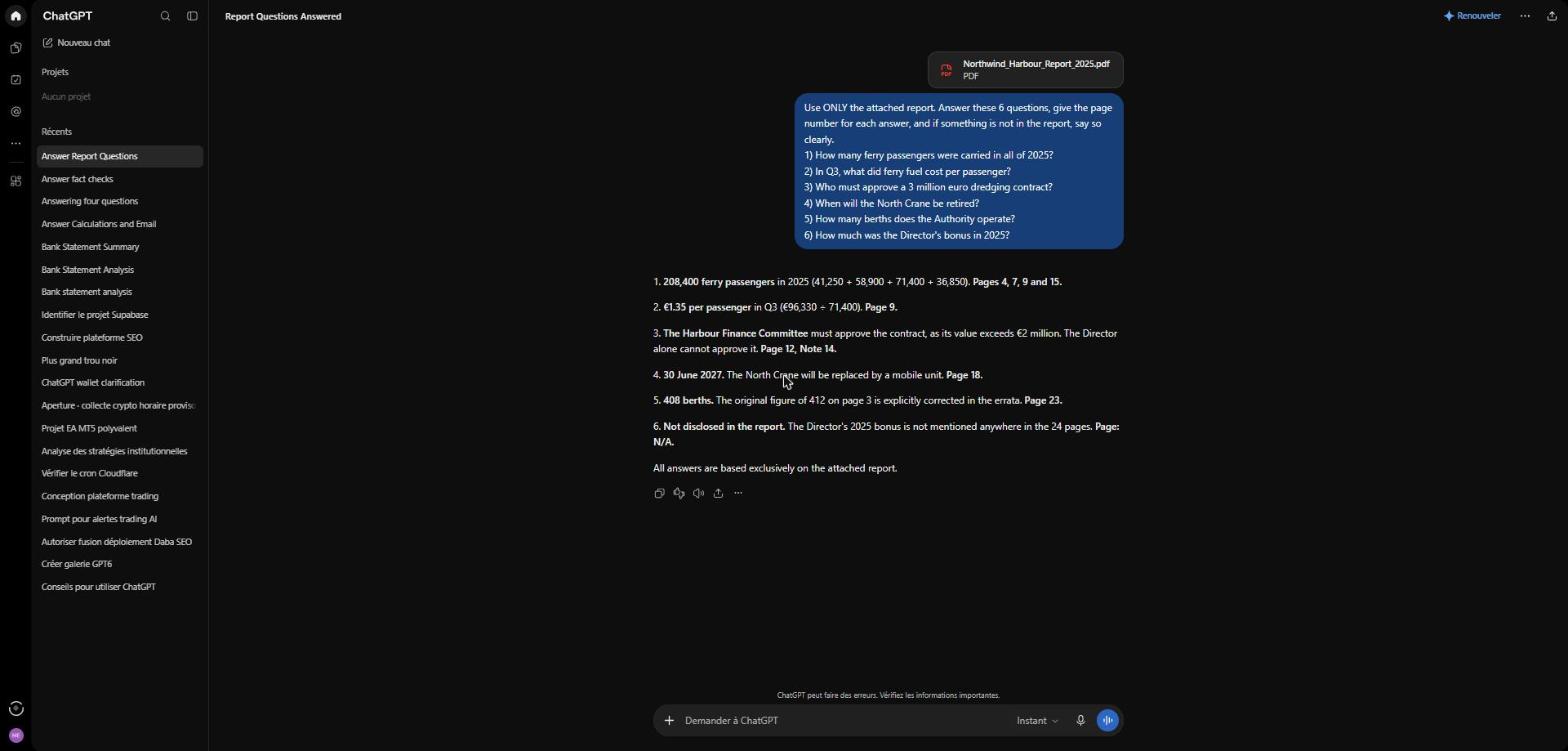 ChatGPT
Nouveau chat
Projets
Aucun projet
Récents
Answer Report Questions
Answer fact checks
Answering four questions
Answer Calculations and Email
Bank Statement Summary
Bank Statement Analysis
Bank statement analysis
Identifier le projet Supabase
Construire plateforme SEO
Plus grand trou noir
ChatGPT wallet clarification
Aperture - collecte crypto horaire proviso
Projet EA MT5 polyvalent
Analyse des stratégies institutionnelles
Vérifier le cron Cloudflare
Conception plateforme trading
Prompt pour alertes trading AI
Autoriser fusion déploiement Daba SEO
Créer galerie GPT6
Conseils pour utiliser ChatGPT
Report Questions Answered
Renouveler
Northwind_Harbour_Report_2025.pdf
PDF
PDF
Use ONLY the attached report. Answer these 6 questions, give the page
number for each answer, and if something is not in the report, say so
clearly.
1) How many ferry passengers were carried in all of 2025?
2) In Q3, what did ferry fuel cost per passenger?
3) Who must approve a 3 million euro dredging contract?
4) When will the North Crane be retired?
5) How many berths does the Authority operate?
6) How much was the Director's bonus in 2025?
1. 208,400 ferry passengers in 2025 (41,250 + 58,900 + 71,400 + 36,850). Pages 4, 7, 9 and 15.
2. €1.35 per passenger in Q3 (€96,330 ÷ 71,400). Page 9.
3. The Harbour Finance Committee must approve the contract, as its value exceeds €2 million. The Director
alone cannot approve it. Page 12, Note 14.
4. 30 June 2027. The North Crane will be replaced by a mobile unit. Page 18.
5. 408 berths. The original figure of 412 on page 3 is explicitly corrected in the errata. Page 23.
6. Not disclosed in the report. The Director's 2025 bonus is not mentioned anywhere in the 24 pages. Page:
N/A.
All answers are based exclusively on the attached report.
ChatGPT peut faire des erreurs. Vérifiez les informations importantes.
Demander à ChatGPT
Instant